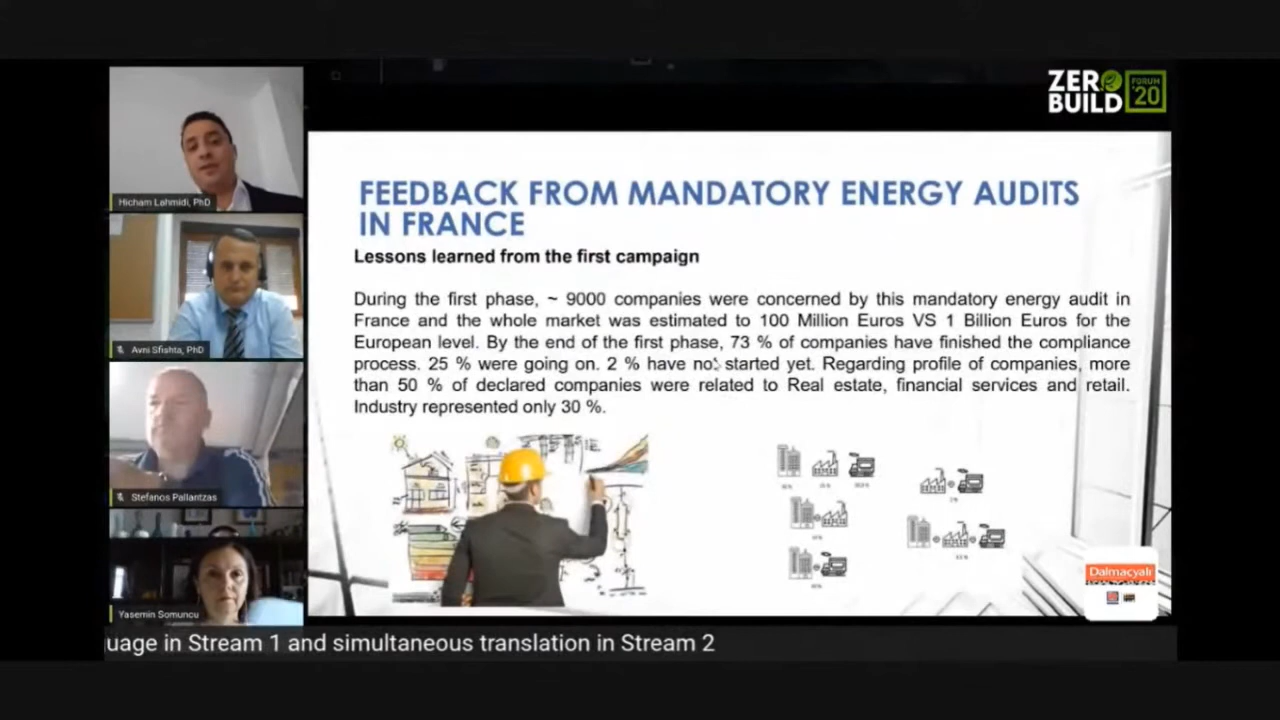 ZERO
BUILD
FORUM
'20
Hicham Lahmidi, PhD
Avni Sfishta, PhD
Stefanos Pallantzas
Yasemin Somuncu
FEEDBACK FROM MANDATORY ENERGY AUDITS
IN FRANCE
Lessons learned from the first campaign
During the first phase, ~ 9000 companies were concerned by this mandatory energy audit in
France and the whole market was estimated to 100 Million Euros VS 1 Billion Euros for the
European level. By the end of the first phase, 73 % of companies have finished the compliance
process. 25 % were going on. 2 % have not started yet. Regarding profile of companies, more
than 50 % of declared companies were related to Real estate, financial services and retail.
Industry represented only 30 %.
Dalmaçyalı
uage in Stream 1 and simultaneous translation in Stream 2